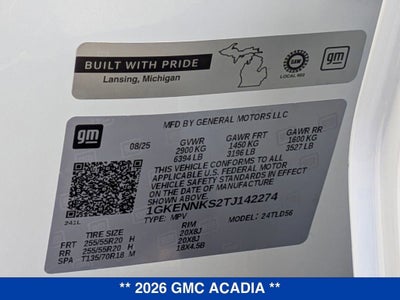 BUILT WITH PRIDE
Lansing, Michigan
UAW
LOCAL 602
gm
gm
MFD BY GENERAL MOTORS LLC
08/25 GVWR GAWR FRT GAWR RR
2900 KG 1450 KG 1600 KG
6394 LB 3196 LB 3527 LB
THIS VEHICLE CONFORMS TO ALL APPLICABLE
U.S. FEDERAL MOTOR
VEHICLE SAFETY
STANDARDS IN EFFECT ON THE DATE OF MANUFACTURE
SHOWN ABOVE.
1GKENNKS2TJ142274
TYPE: MPV MODEL: 24TLD56
TIRE SIZE RIM
FRT 255/55R20 H 20X8J
RR 255/55R20 H 20X8J
SPA T135/70R18 M 18X4.5B
** 2026 GMC ACADIA **